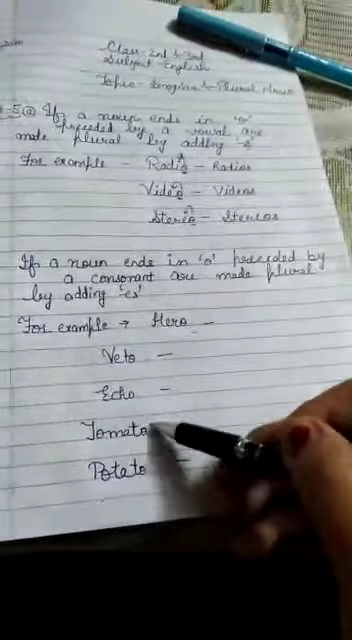 Class: 2nd & 3rd
Subject - English
Topic - Singular & Plural Nouns
5@ If a noun ends in 'o'
preceded by a vowel are
made plural by adding 's'
For example - Radio - Radios
Video - Videos
Stereo - Stereos
If a noun ends in 'o' preceded by
a consonant are made plural
by adding 'es'
For example → Hero -
Veto -
Echo -
Tomato
Potato